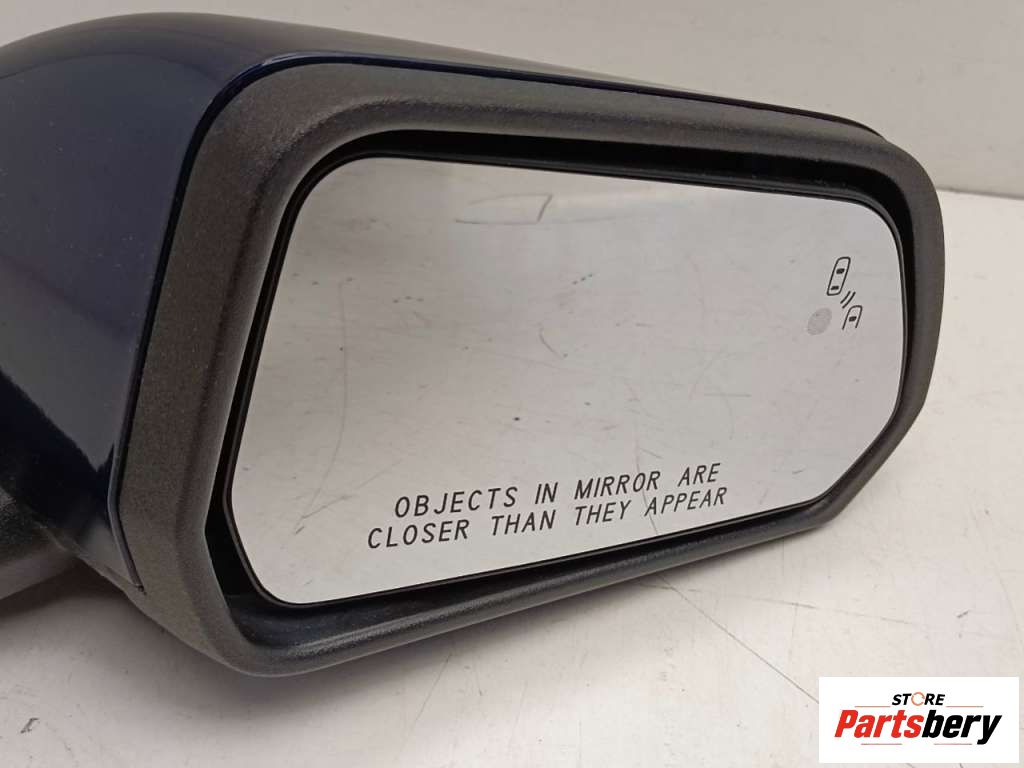 OBJECTS IN MIRROR ARE
CLOSER THAN THEY APPEAR
STORE
Partsbery